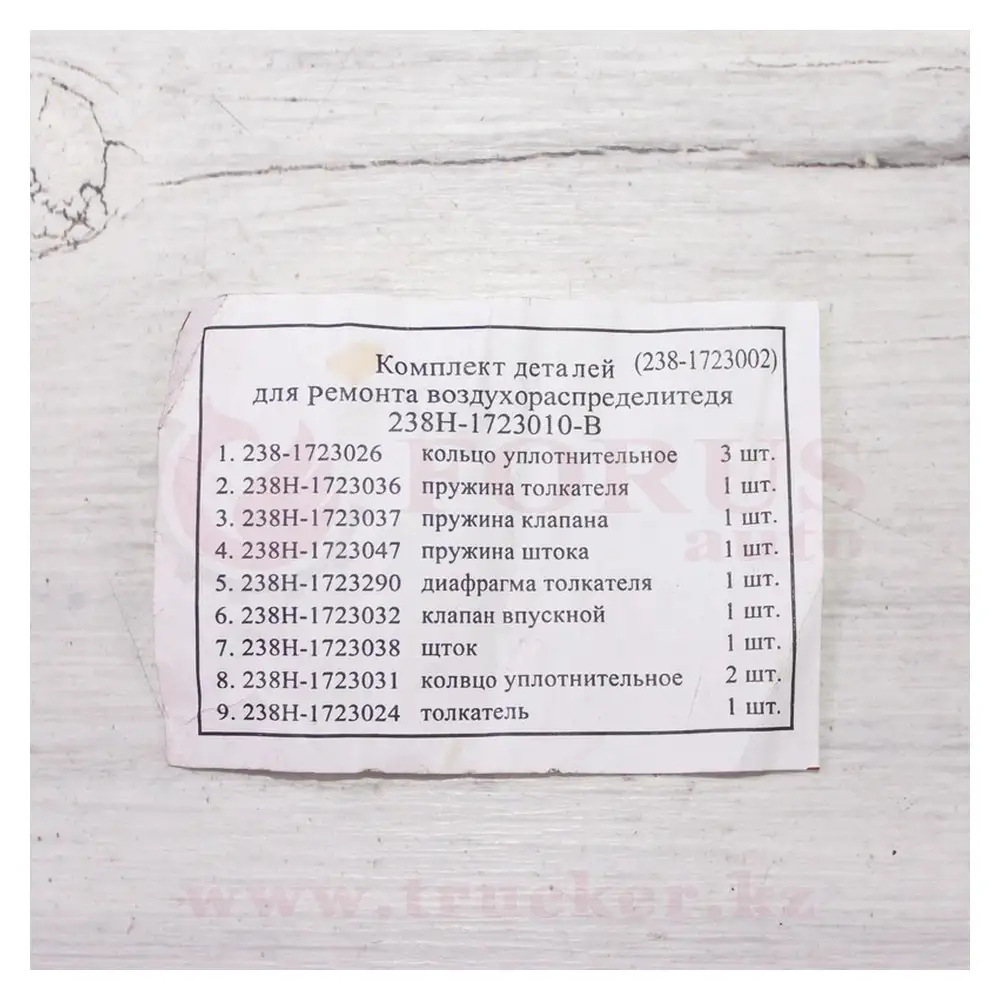 Комплект деталей (238-1723002)
для ремонта воздухораспределитедя
238Н-1723010-В
1. 238-1723026 кольцо уплотнительное 3 шт.
2. 238Н-1723036 пружина толкателя 1 шт.
3. 238Н-1723037 пружина клапана 1 шт.
4. 238Н-1723047 пружина штока 1 шт.
5. 238Н-1723290 диафрагма толкателя 1 шт.
6. 238Н-1723032 клапан впускной 1 шт.
7. 238Н-1723038 щток 1 шт.
8. 238Н-1723031 колвцо уплотнительное 2 шт.
9. 238Н-1723024 толкатель 1 шт.
FORUS
auto
www.trucker.kz